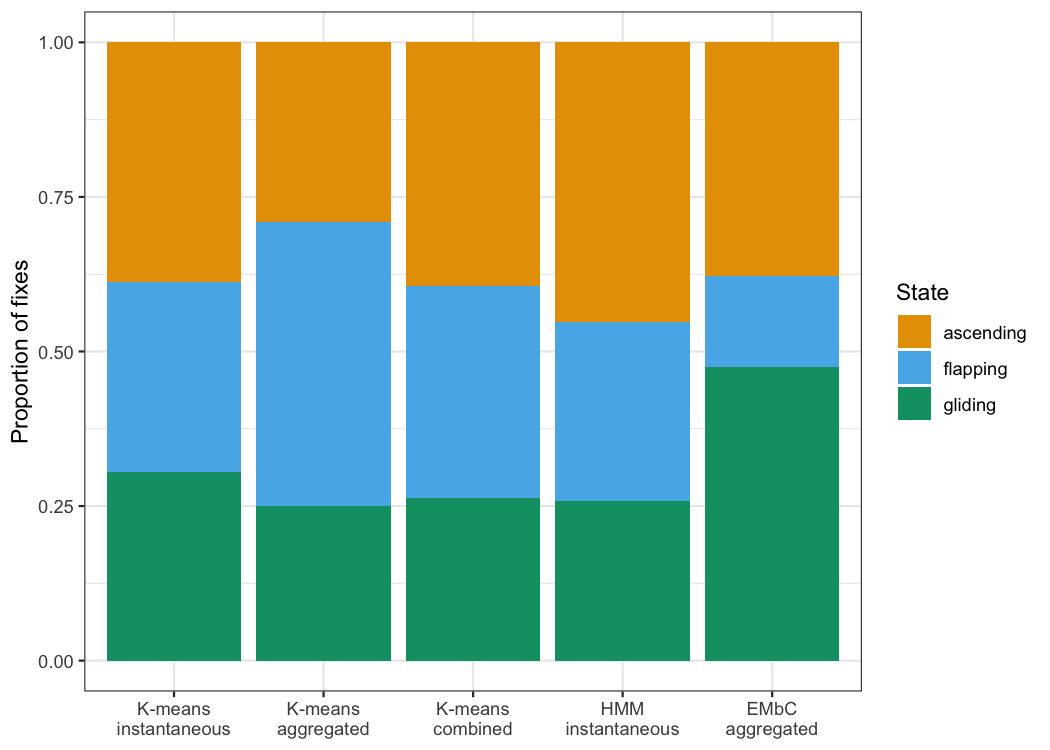 Proportion of fixes
1.00
0.75
0.50
0.25
0.00
K-means
instantaneous
K-means
aggregated
K-means
combined
HMM
instantaneous
EMbC
aggregated
State
ascending
flapping
gliding